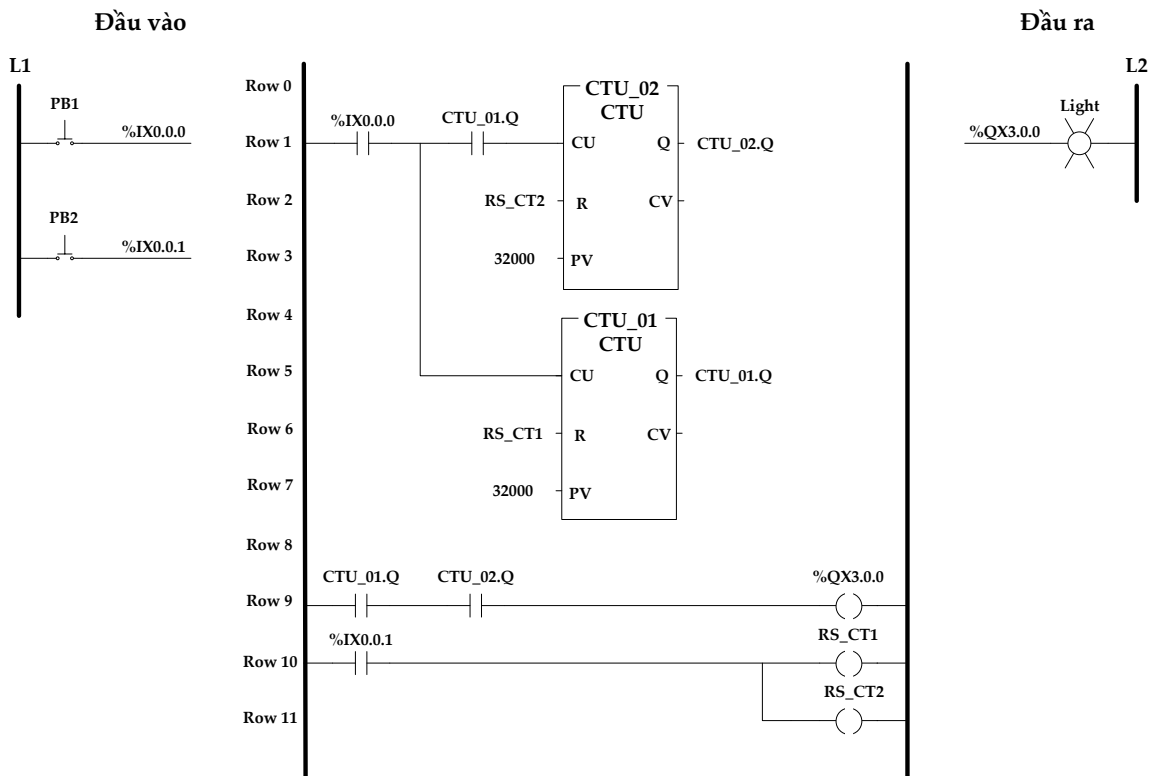 Đầu vào
Đầu ra
L1
L2
PB1
%IX0.0.0
PB2
%IX0.0.1
Light
%QX3.0.0
Row 0
CTU_02
CTU
Row 1
%IX0.0.0
CTU_01.Q
CU
Q
CTU_02.Q
Row 2
RS_CT2
R
CV
Row 3
32000
PV
Row 4
CTU_01
CTU
Row 5
CU
Q
CTU_01.Q
Row 6
RS_CT1
R
CV
Row 7
32000
PV
Row 8
CTU_01.Q
CTU_02.Q
%QX3.0.0
Row 9
%IX0.0.1
RS_CT1
Row 10
RS_CT2
Row 11